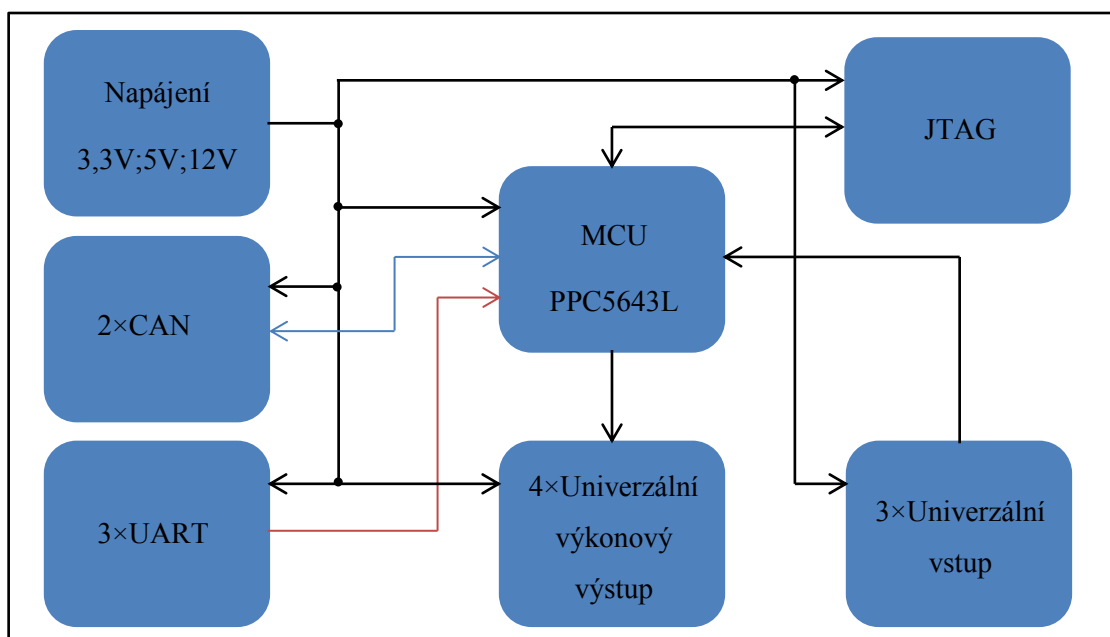 Napájení
3,3V;5V;12V
JTAG
MCU
PPC5643L
2×CAN
3×UART
4×Univerzální
výkonový
výstup
3×Univerzální
vstup